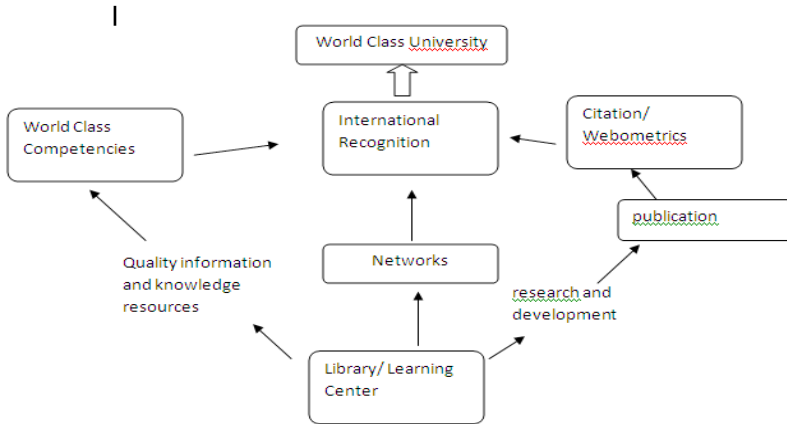 World Class University
World Class
Competencies
International
Recognition
Citation/
Webometrics
publication
Quality information
and knowledge
resources
Networks
research and
development
Library/ Learning
Center